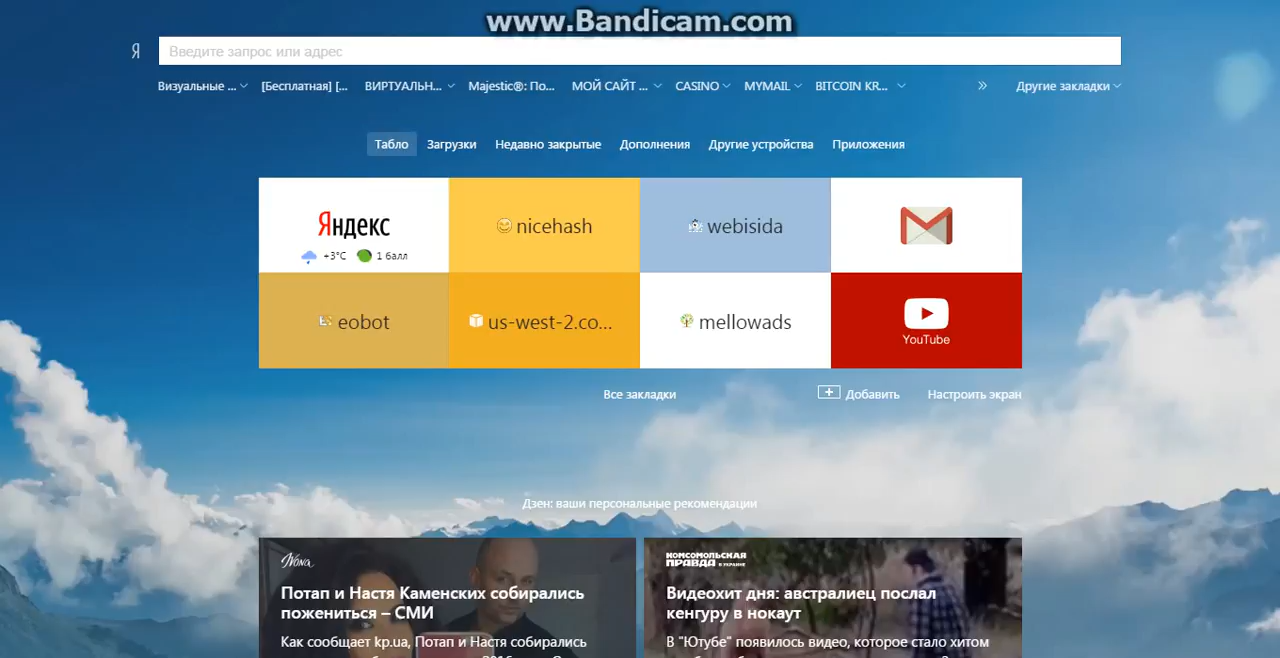 www.Bandicam.com
Я Введите запрос или адрес
Визуальные ... [Бесплатная] [... ВИРТУАЛЬН... Majestic®: По... МОЙ САЙТ ... CASINO MYMAIL BITCOIN KR... » Другие закладки
Табло Загрузки Недавно закрытые Дополнения Другие устройства Приложения
Яндекс nicehash webisida
+3°C 1 балл
eobot us-west-2.co... mellowads YouTube
Все закладки Добавить Настроить экран
Дзен: ваши персональные рекомендации
КОМСОМОЛЬСКАЯ
ПРАВДА В УКРАИНЕ
Потап и Настя Каменских собирались
пожениться – СМИ
Как сообщает kp.ua, Потап и Настя собирались
Видеохит дня: австралиец послал
кенгуру в нокаут
В "Ютубе" появилось видео, которое стало хитом